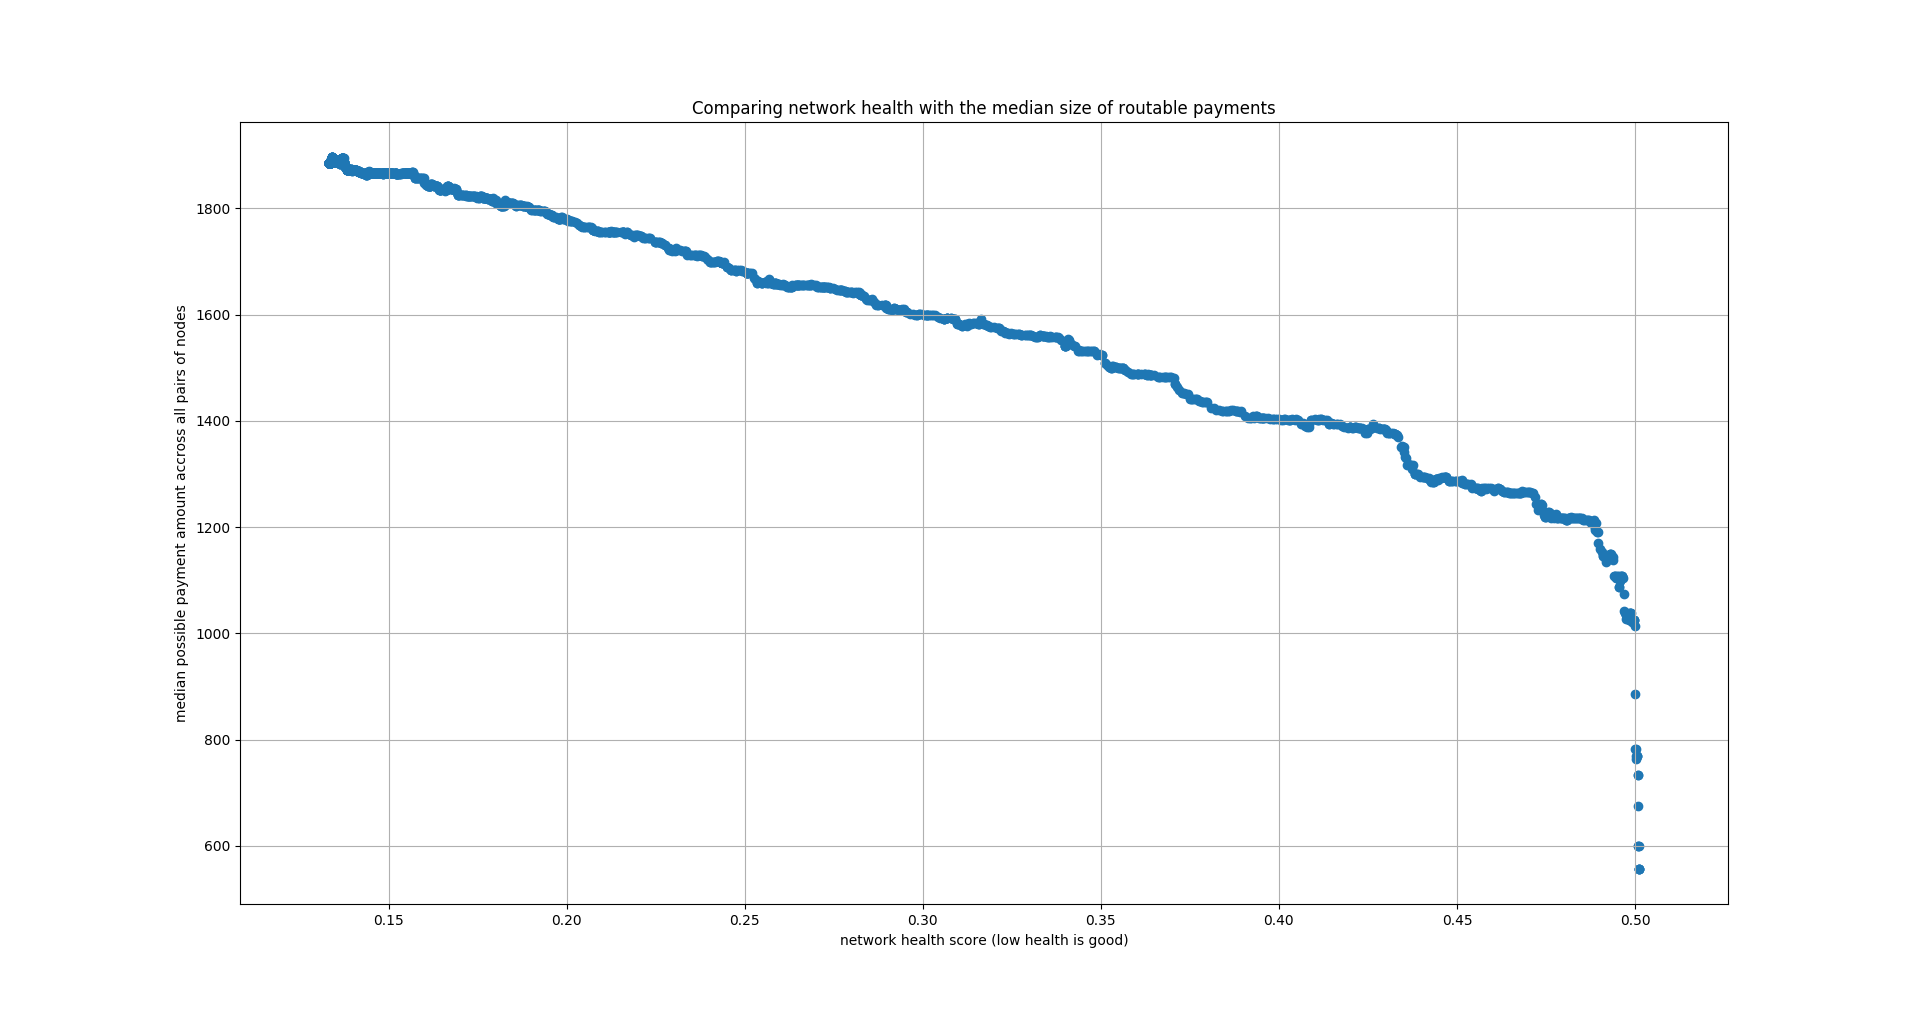 Comparing network health with the median size of routable payments
median possible payment amount accross all pairs of nodes
1800
1600
1400
1200
1000
800
600
0.15 0.20 0.25 0.30 0.35 0.40 0.45 0.50
network health score (low health is good)